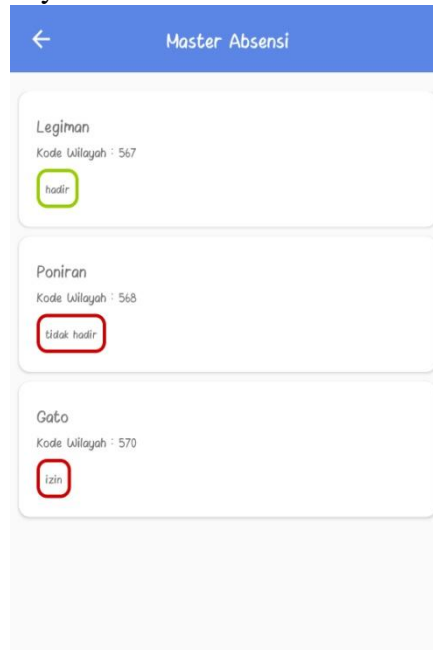 Master Absensi
Legiman
Kode Wilayah : 567
hadir
Poniran
Kode Wilayah : 568
tidak hadir
Gato
Kode Wilayah : 570
izin